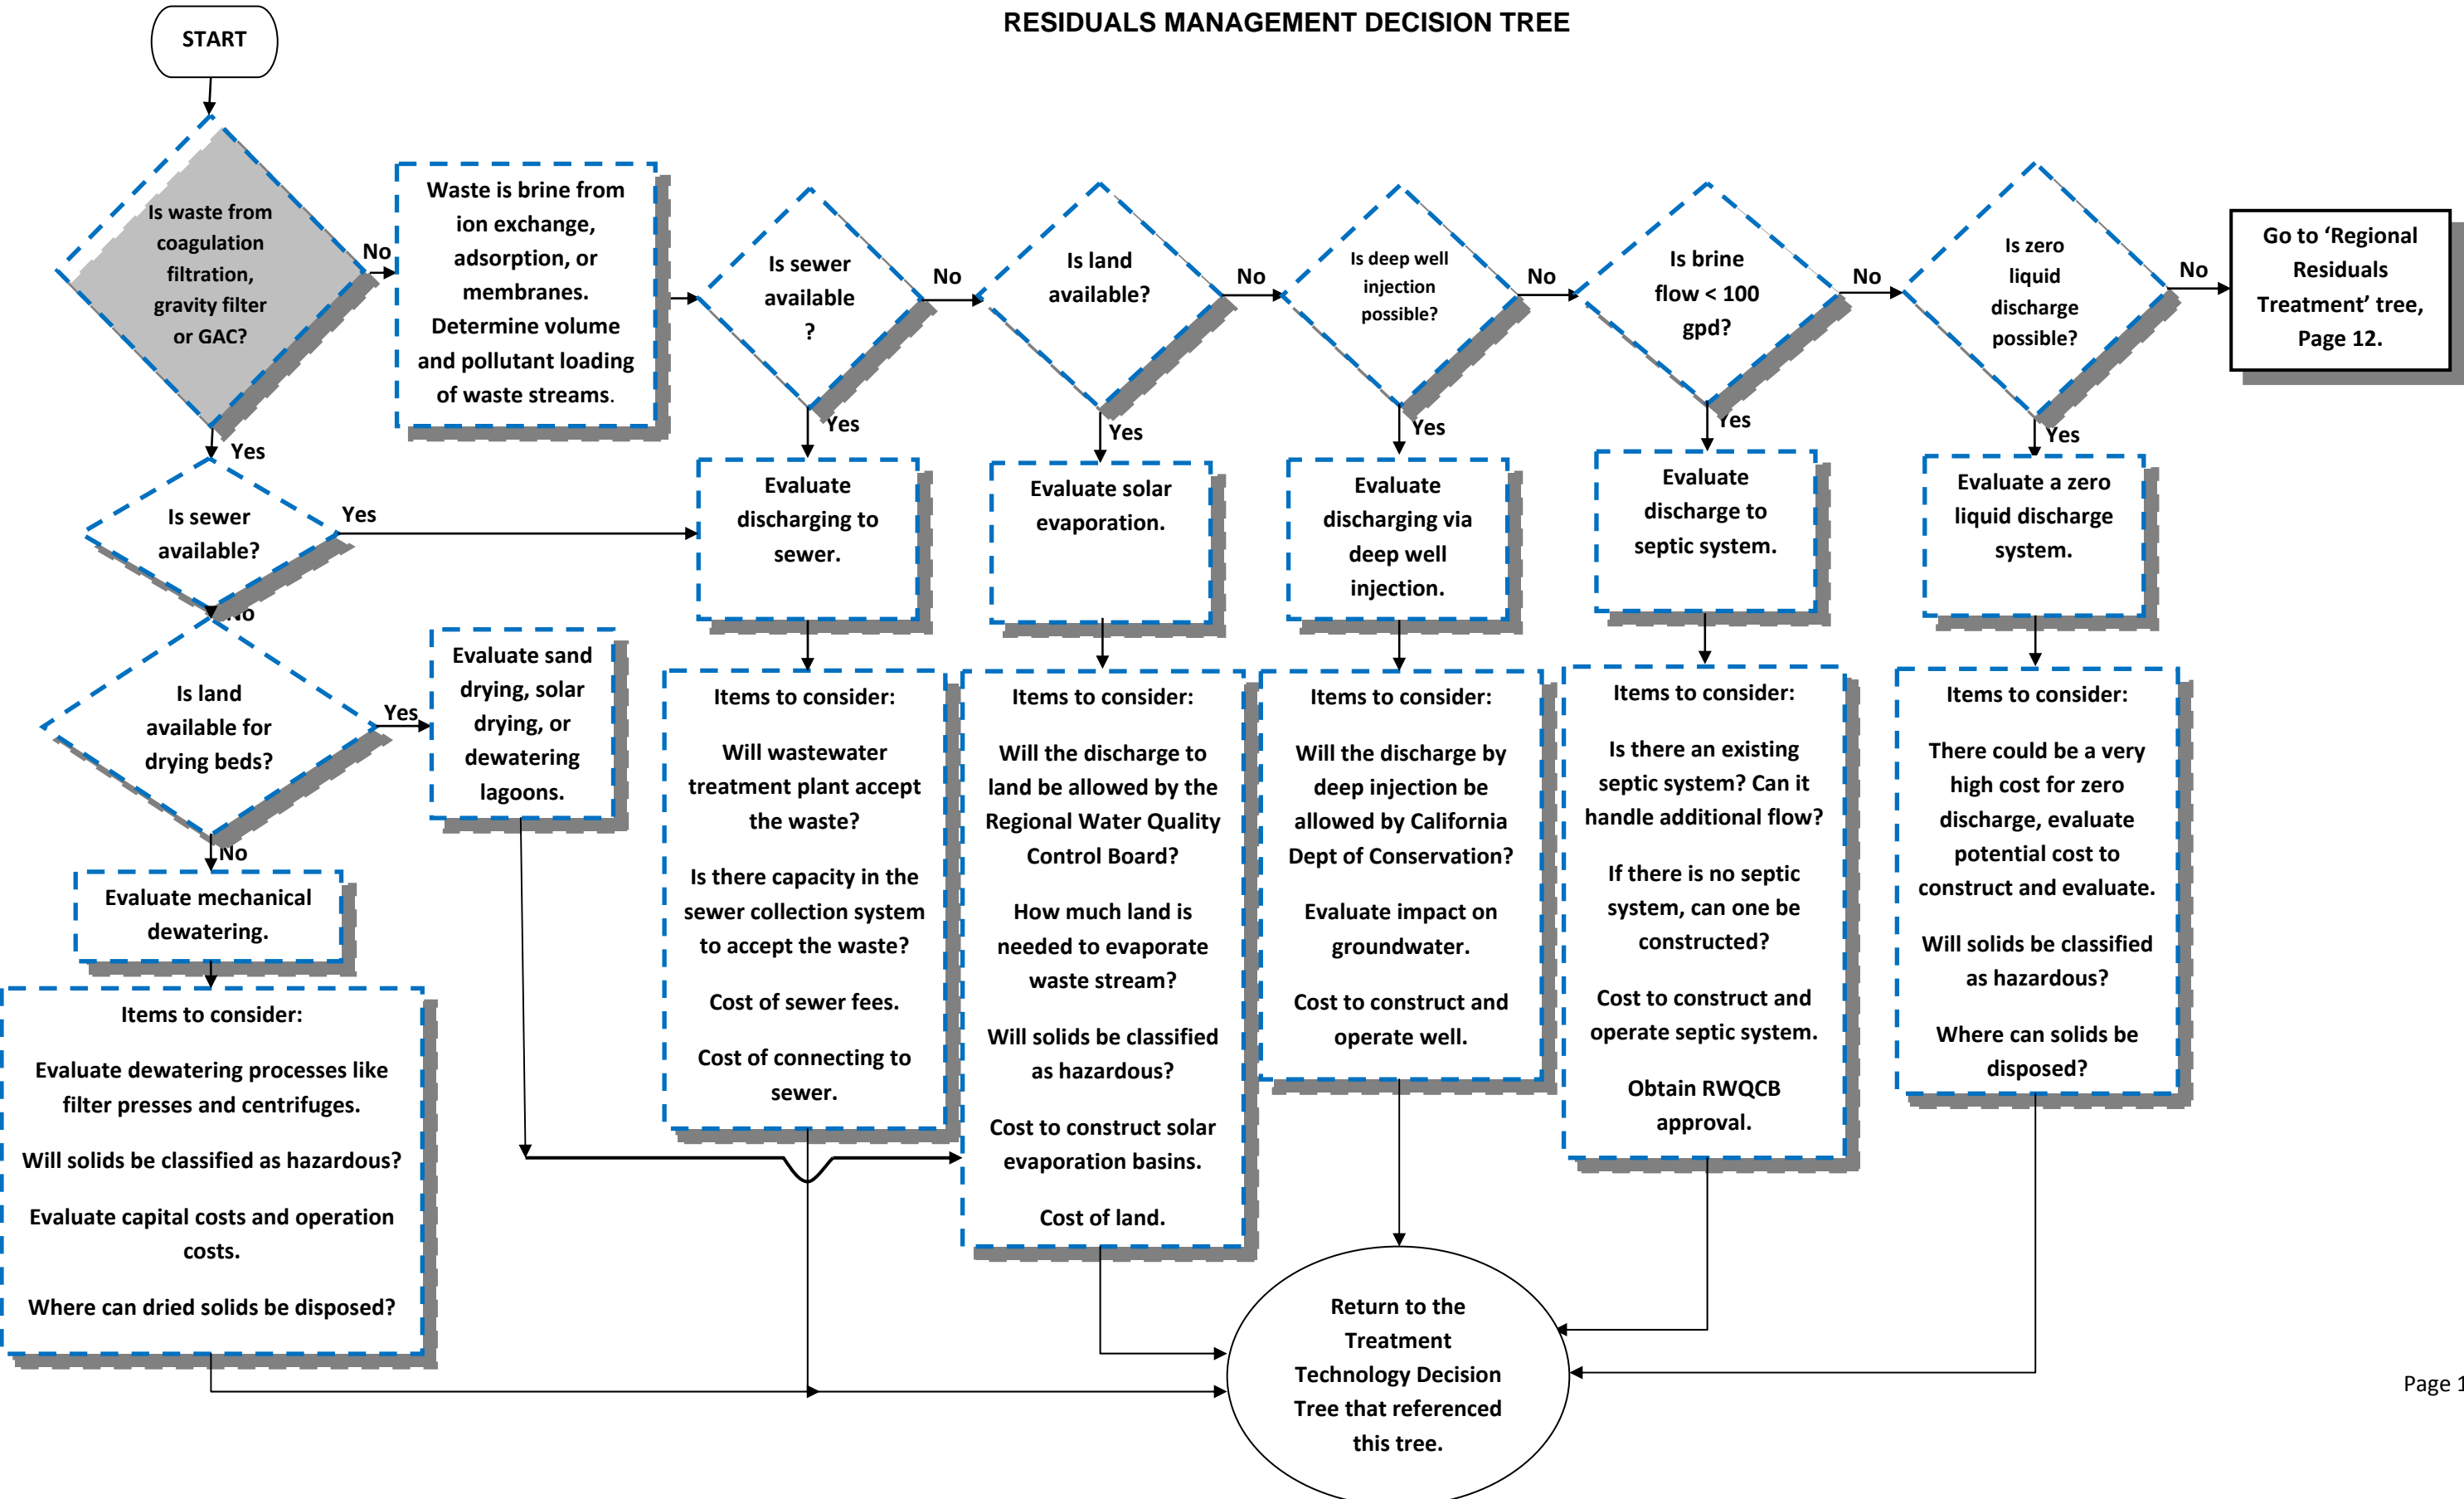 RESIDUALS MANAGEMENT DECISION TREE
START
Is waste from
coagulation
filtration,
gravity filter
or GAC?
No
Yes
Waste is brine from
ion exchange,
adsorption, or
membranes.
Determine volume
and pollutant loading
of waste streams.
Is sewer
available
?
No
Yes
Is land
available?
No
Yes
Is deep well
injection
possible?
No
Yes
Is brine
flow < 100
gpd?
No
Yes
Is zero
liquid
discharge
possible?
No
Yes
Go to ‘Regional
Residuals
Treatment’ tree,
Page 12.
Is sewer
available?
Yes
No
Evaluate
discharging to
sewer.
Evaluate solar
evaporation.
Evaluate
discharging via
deep well
injection.
Evaluate
discharge to
septic system.
Evaluate a zero
liquid discharge
system.
Is land
available for
drying beds?
Yes
No
Evaluate sand
drying, solar
drying, or
dewatering
lagoons.
Evaluate mechanical
dewatering.
Items to consider:
Evaluate dewatering processes like
filter presses and centrifuges.
Will solids be classified as hazardous?
Evaluate capital costs and operation
costs.
Where can dried solids be disposed?
Items to consider:
Will wastewater
treatment plant accept
the waste?
Is there capacity in the
sewer collection system
to accept the waste?
Cost of sewer fees.
Cost of connecting to
sewer.
Items to consider:
Will the discharge to
land be allowed by the
Regional Water Quality
Control Board?
How much land is
needed to evaporate
waste stream?
Will solids be classified
as hazardous?
Cost to construct solar
evaporation basins.
Cost of land.
Items to consider:
Will the discharge by
deep injection be
allowed by California
Dept of Conservation?
Evaluate impact on
groundwater.
Cost to construct and
operate well.
Items to consider:
Is there an existing
septic system? Can it
handle additional flow?
If there is no septic
system, can one be
constructed?
Cost to construct and
operate septic system.
Obtain RWQCB
approval.
Items to consider:
There could be a very
high cost for zero
discharge, evaluate
potential cost to
construct and evaluate.
Will solids be classified
as hazardous?
Where can solids be
disposed?
Return to the
Treatment
Technology Decision
Tree that referenced
this tree.
Page 1